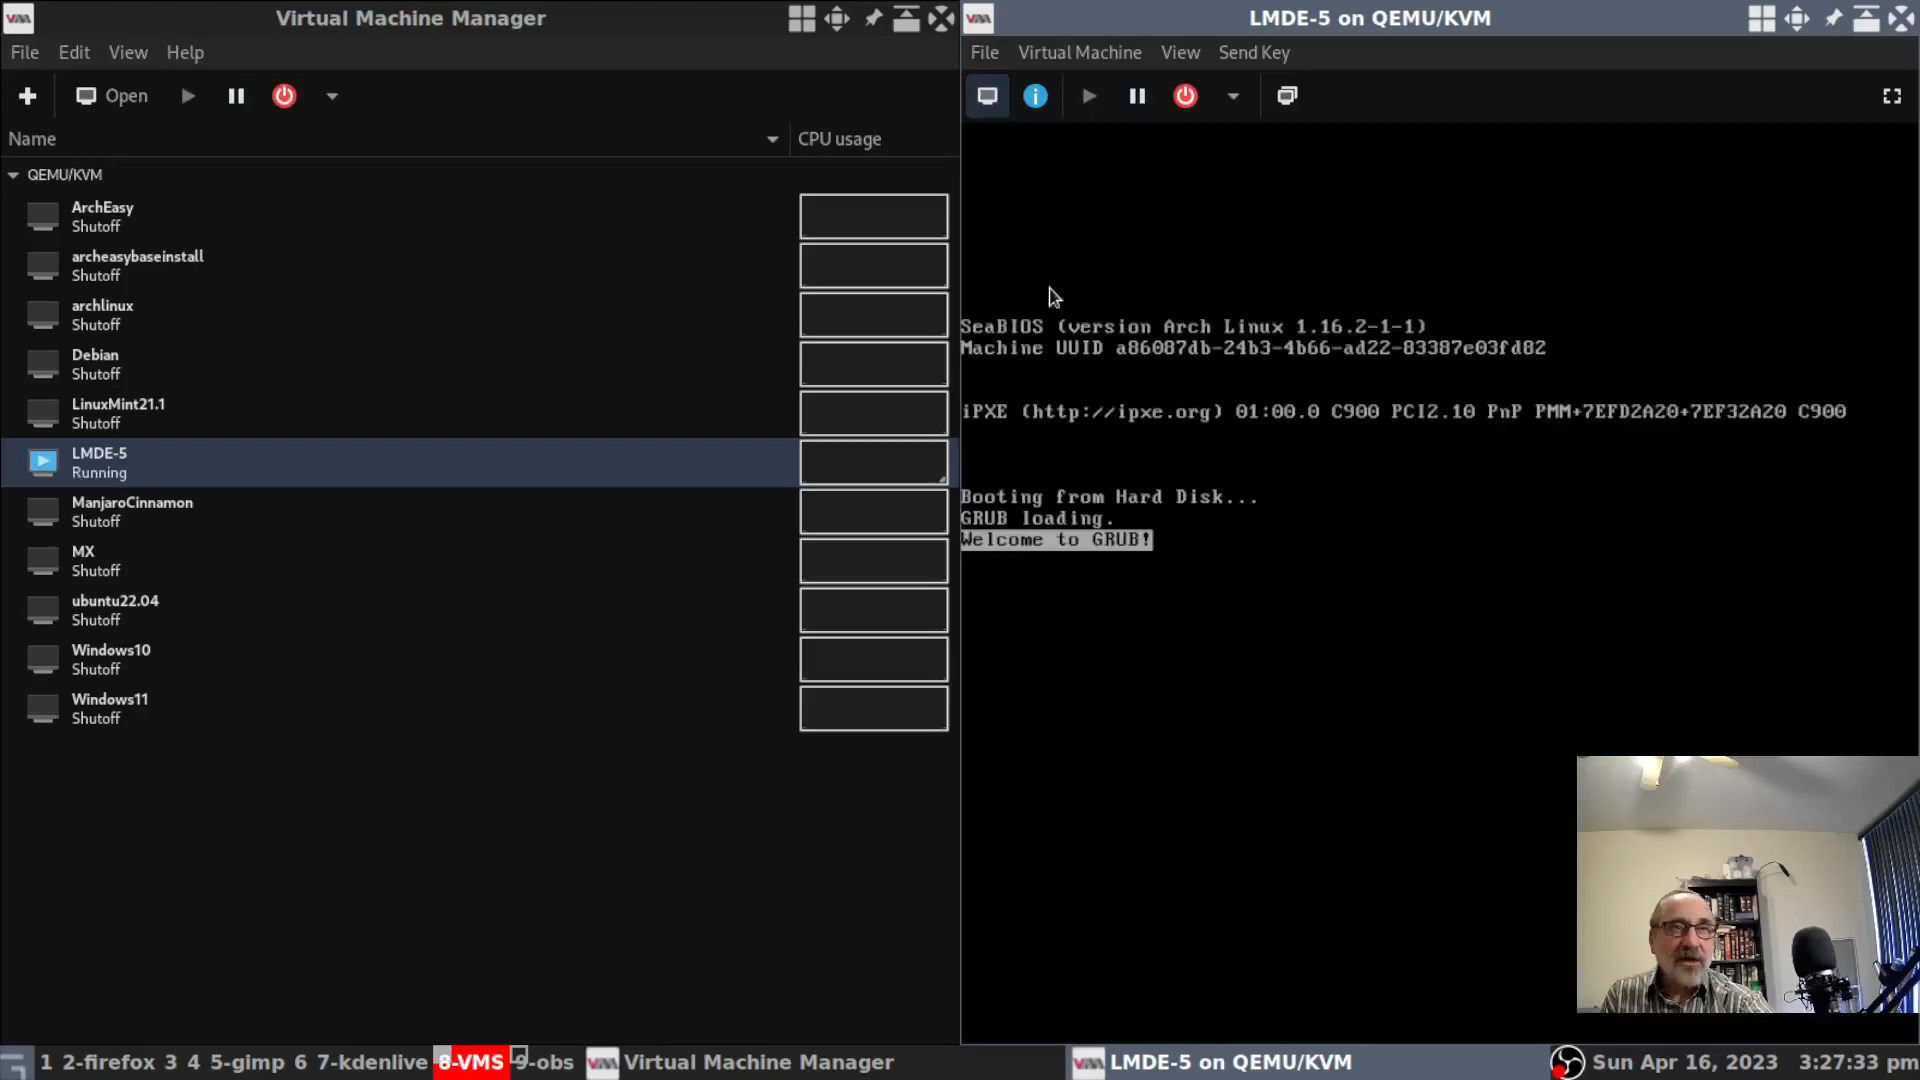 Virtual Machine Manager
File Edit View Help
Open
Name CPU usage
QEMU/KVM
ArchEasy
Shutoff
archeasybaseinstall
Shutoff
archlinux
Shutoff
Debian
Shutoff
LinuxMint21.1
Shutoff
LMDE-5
Running
ManjaroCinnamon
Shutoff
MX
Shutoff
ubuntu22.04
Shutoff
Windows10
Shutoff
Windows11
Shutoff
LMDE-5 on QEMU/KVM
File Virtual Machine View Send Key
SeaBIOS (version Arch Linux 1.16.2-1-1)
Machine UUID a86087db-24b3-4b66-ad22-83387e03fd82
iPXE (http://ipxe.org) 01:00.0 C900 PCI2.10 PnP PMM+7EFD2A20+7EF32A20 C900
Booting from Hard Disk...
GRUB loading.
Welcome to GRUB!
1 2-firefox 3 4 5-gimp 6 7-kdenlive 8-VMS 9-obs Virtual Machine Manager LMDE-5 on QEMU/KVM Sun Apr 16, 2023 3:27:33 pm